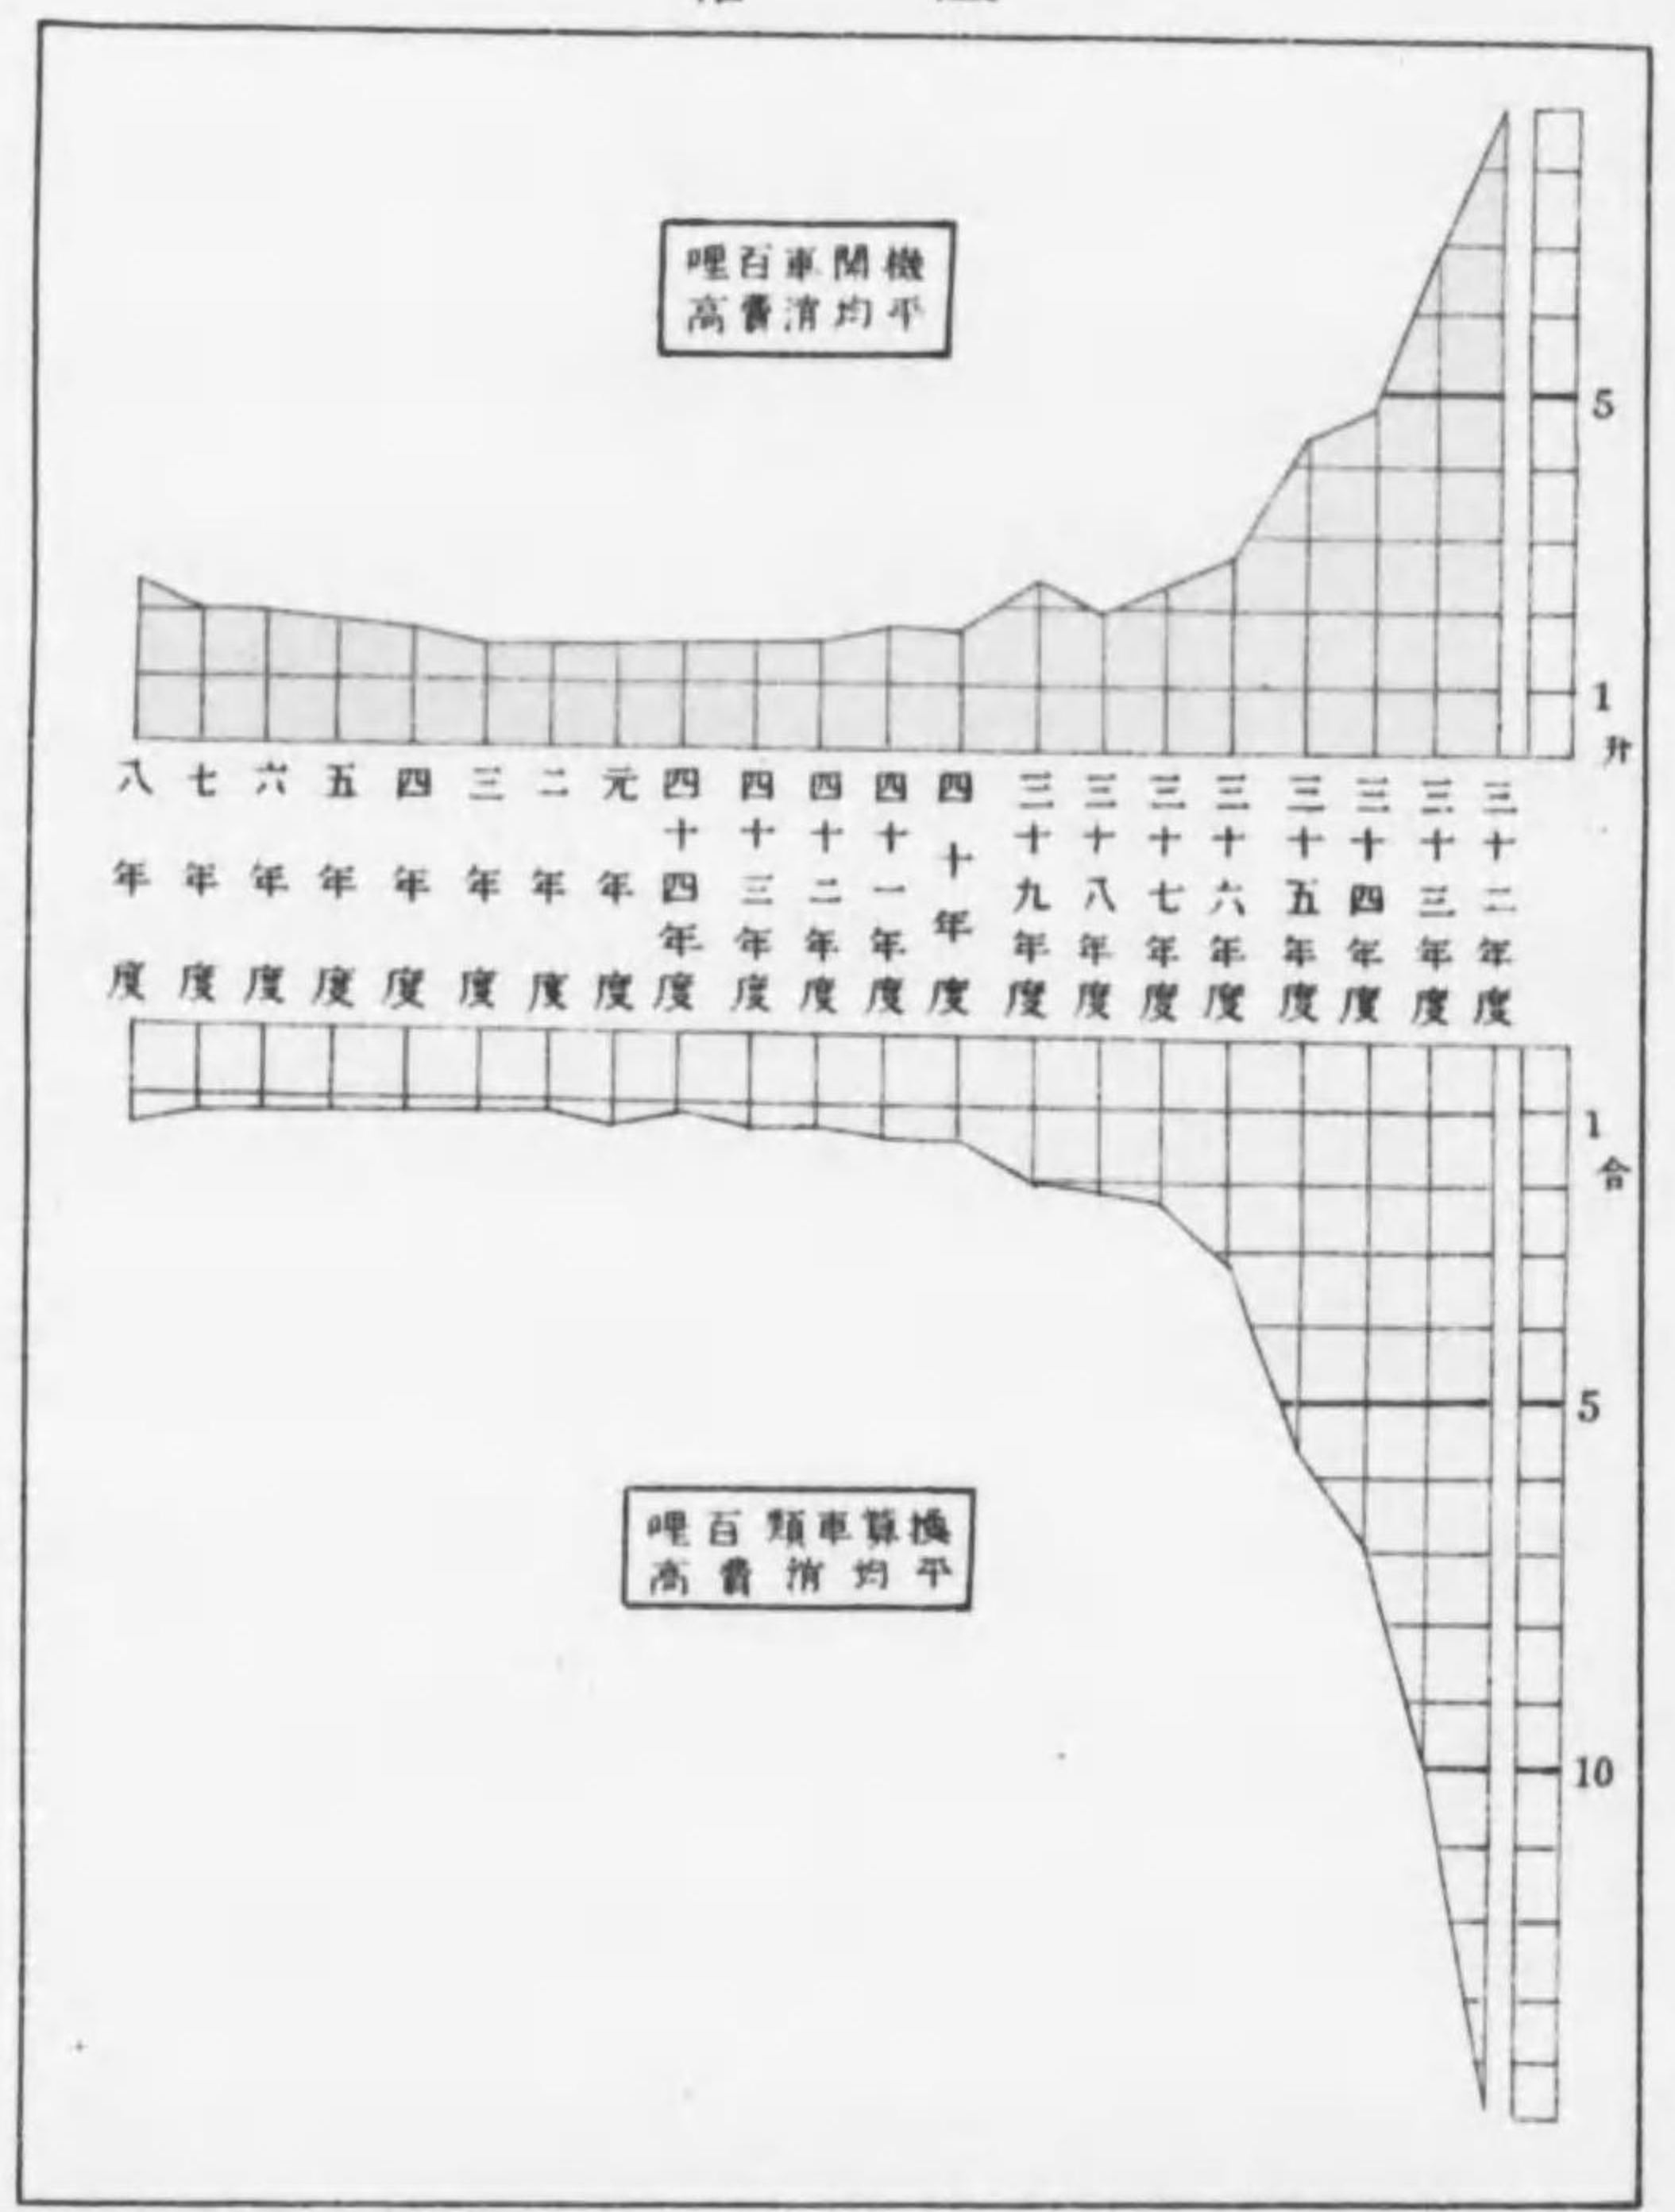 機關車百哩
平均消費高
5
1
升
三十二年度
三十三年度
三十四年度
三十五年度
三十六年度
三十七年度
三十八年度
三十九年度
四十年度
四十一年度
四十二年度
四十三年度
四十四年度
元年度
二年度
三年度
四年度
五年度
六年度
七年度
八年度
1
合
5
10
換算車類百哩
平均消費高